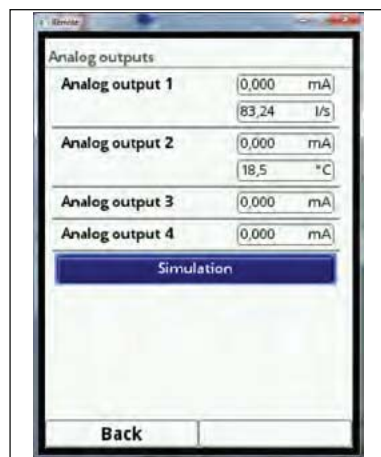 Remote
Analog outputs
Analog output 1 0,000 mA
83,24 l/s
Analog output 2 0,000 mA
18,5 °C
Analog output 3 0,000 mA
Analog output 4 0,000 mA
Simulation
Back